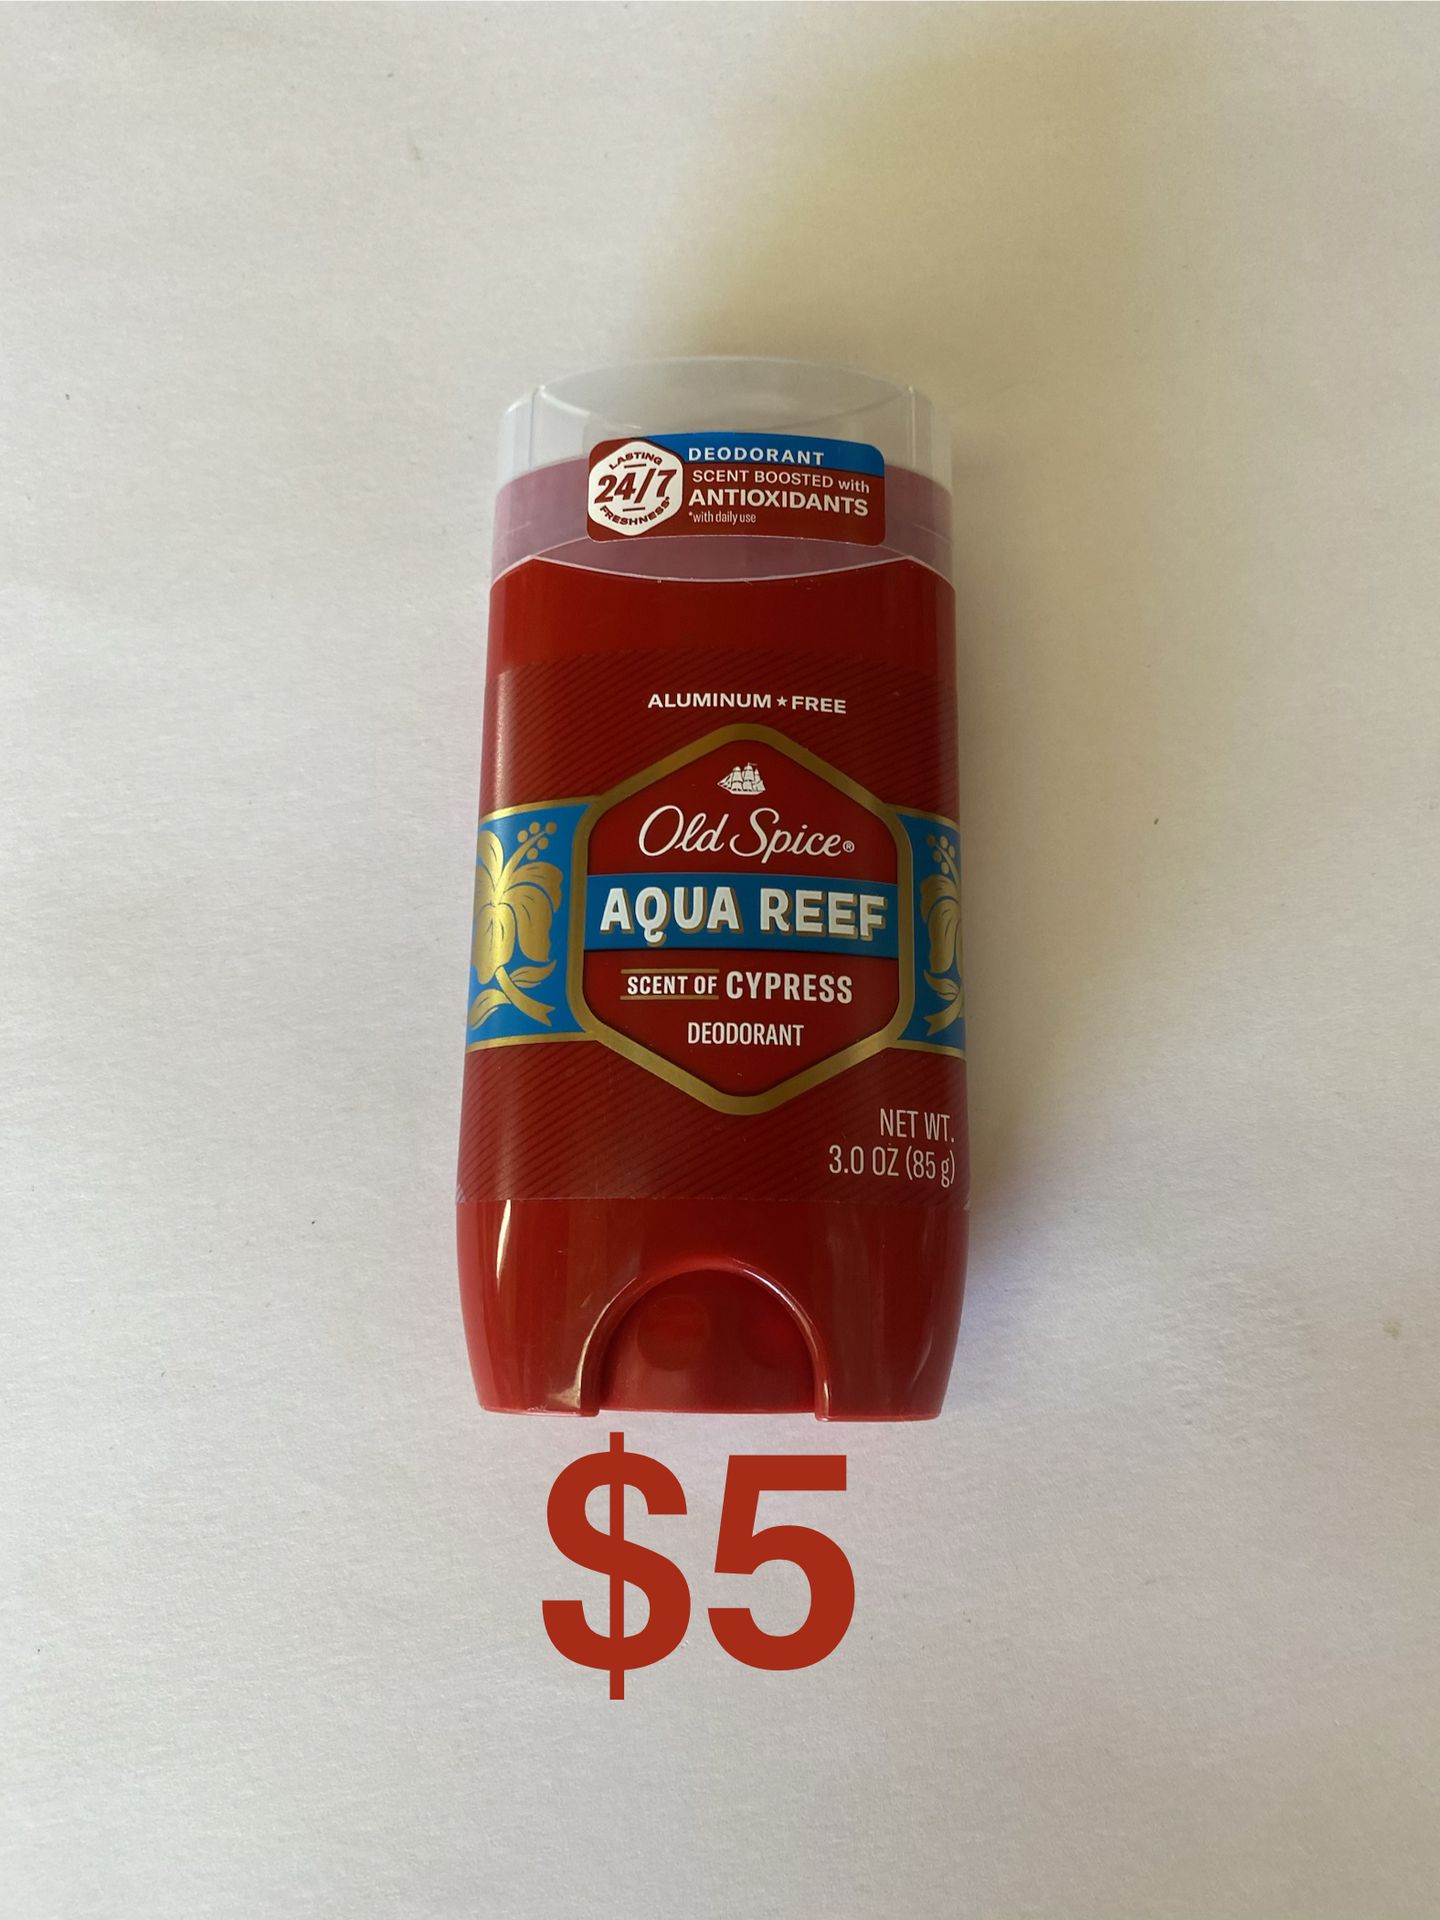 LASTING
24/7
FRESHNESS*
DEODORANT
SCENT BOOSTED with
ANTIOXIDANTS
*with daily use
ALUMINUM ★ FREE
Old Spice®
AQUA REEF
SCENT OF CYPRESS
DEODORANT
NET WT.
3.0 OZ (85 g)
$5